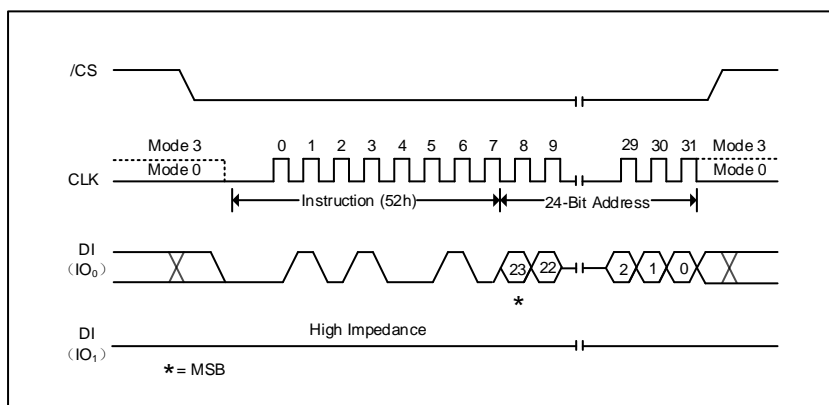 /CS
Mode 3
0 1 2 3 4 5 6 7 8 9
29 30 31
Mode 3
CLK
Mode 0
Mode 0
Instruction (52h)
24-Bit Address
DI
（IO₀）
23 22
2 1 0
*
DI
（IO₁）
High Impedance
* = MSB